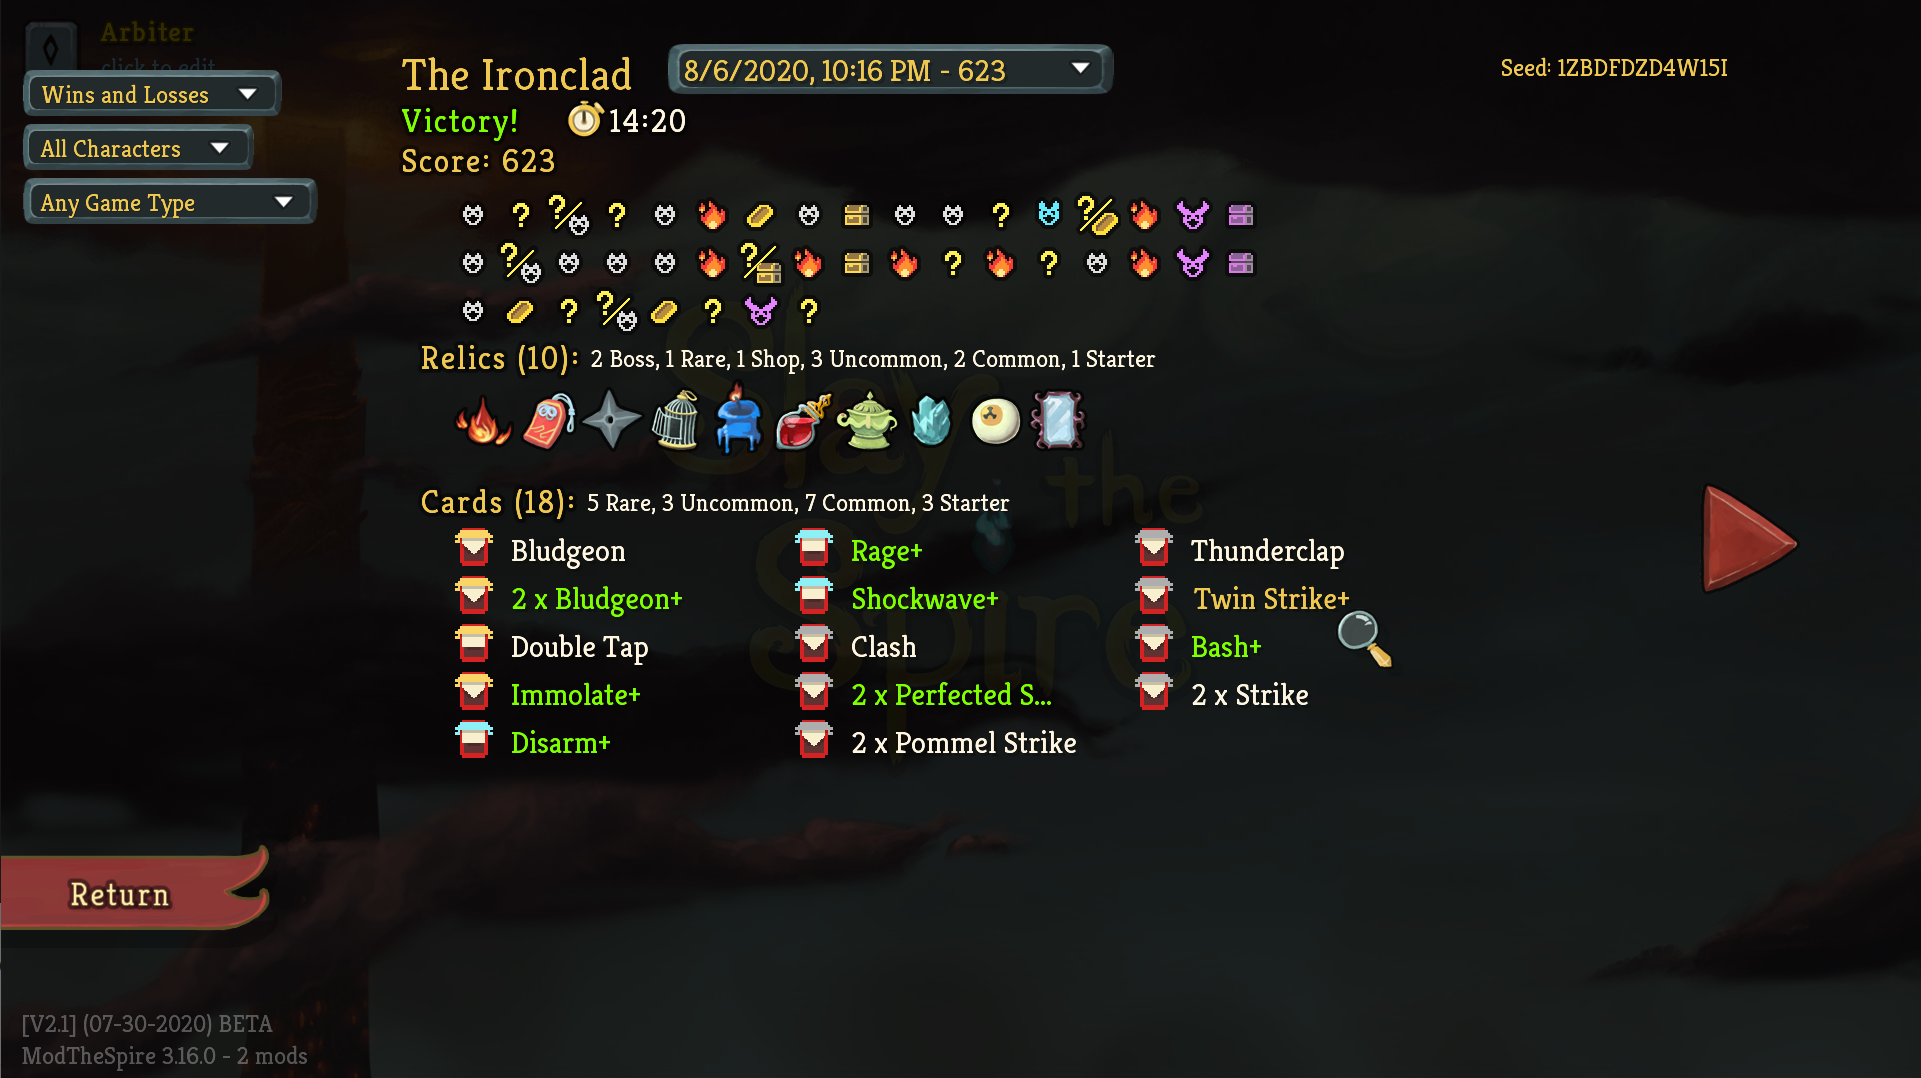 Arbiter
click to edit
Wins and Losses
All Characters
Any Game Type
The Ironclad
8/6/2020, 10:16 PM - 623
Seed: 1ZBDFDZD4W15I
Victory!
14:20
Score: 623
Relics (10): 2 Boss, 1 Rare, 1 Shop, 3 Uncommon, 2 Common, 1 Starter
Slay
the
Spire
Cards (18): 5 Rare, 3 Uncommon, 7 Common, 3 Starter
Bludgeon
2 x Bludgeon+
Double Tap
Immolate+
Disarm+
Rage+
Shockwave+
Clash
2 x Perfected S...
2 x Pommel Strike
Thunderclap
Twin Strike+
Bash+
2 x Strike
Return
[V2.1] (07-30-2020) BETA
ModTheSpire 3.16.0 - 2 mods